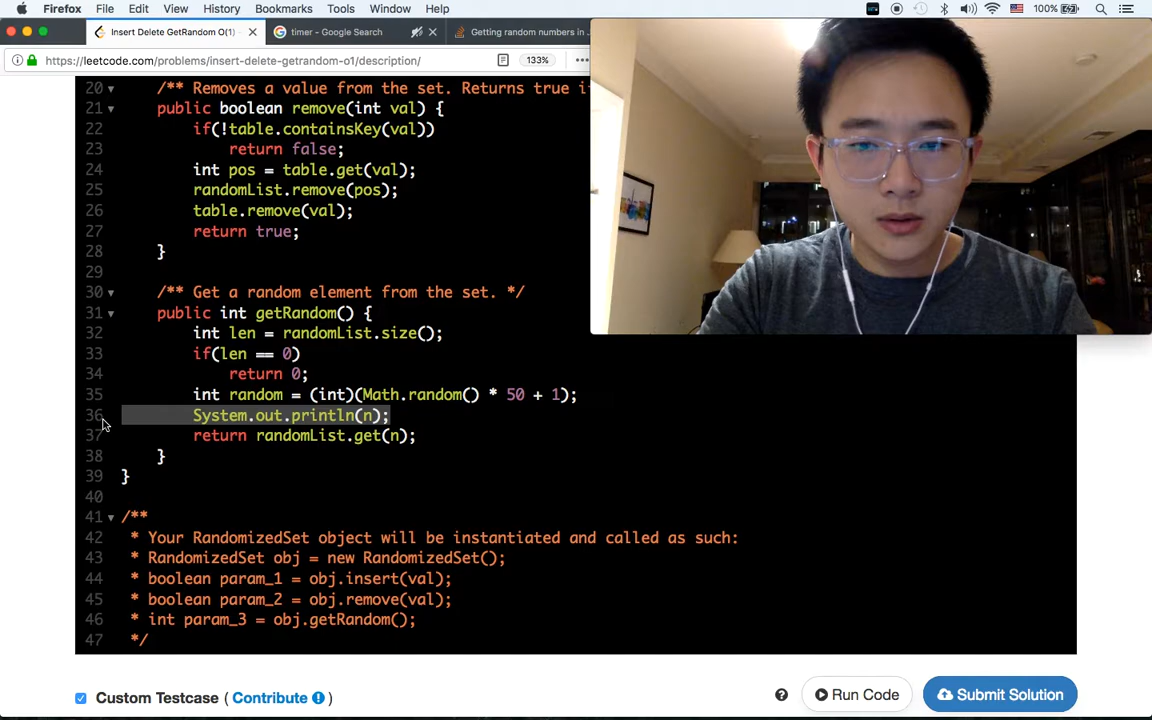 Firefox File Edit View History Bookmarks Tools Window Help 100%
Insert Delete GetRandom O(1) timer - Google Search Getting random numbers in
https://leetcode.com/problems/insert-delete-getrandom-o1/description/ 133%
20 /** Removes a value from the set. Returns true i
21 public boolean remove(int val) {
22 if(!table.containsKey(val))
23 return false;
24 int pos = table.get(val);
25 randomList.remove(pos);
26 table.remove(val);
27 return true;
28 }
29
30 /** Get a random element from the set. */
31 public int getRandom() {
32 int len = randomList.size();
33 if(len == 0)
34 return 0;
35 int random = (int)(Math.random() * 50 + 1);
36 System.out.println(n);
37 return randomList.get(n);
38 }
39 }
40
41 /**
42 * Your RandomizedSet object will be instantiated and called as such:
43 * RandomizedSet obj = new RandomizedSet();
44 * boolean param_1 = obj.insert(val);
45 * boolean param_2 = obj.remove(val);
46 * int param_3 = obj.getRandom();
47 */
Custom Testcase ( Contribute ) Run Code Submit Solution